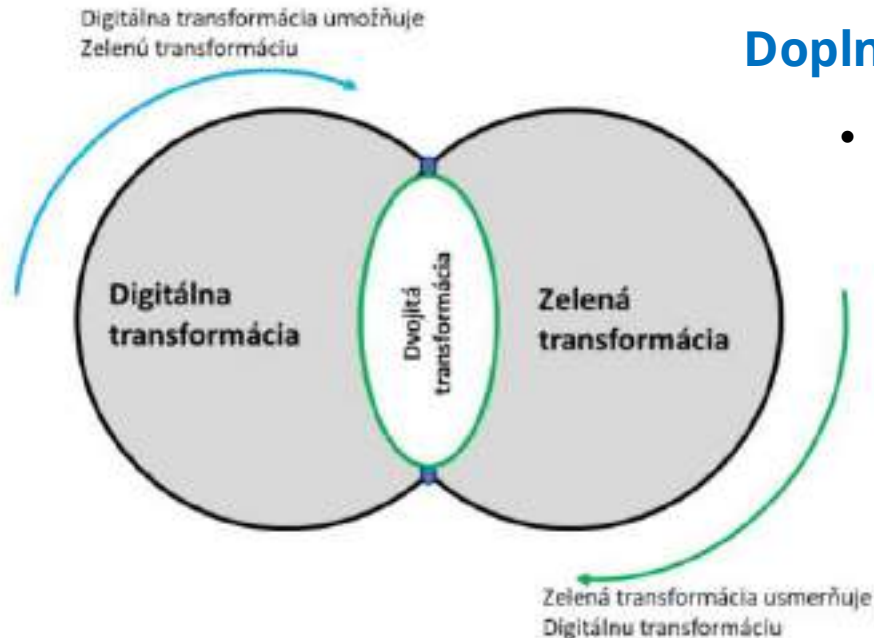 Digitálna transformácia umožňuje
Zelenú transformáciu
Dopln
•
Digitálna
transformácia
Dvojitá
transformácia
Zelená
transformácia
Zelená transformácia usmerňuje
Digitálnu transformáciu